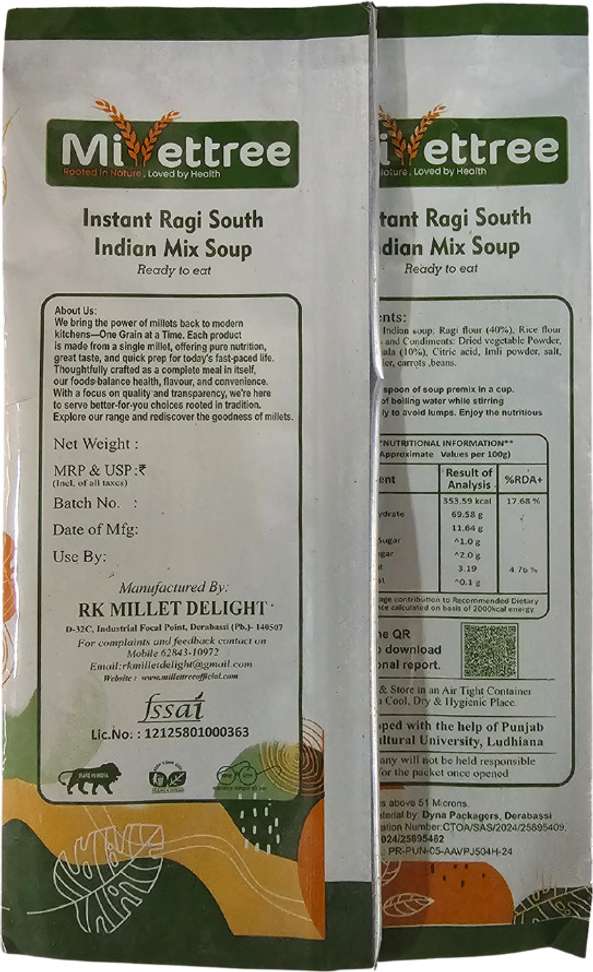 Millettree
Rooted in Nature, Loved by Health
Instant Ragi South
Indian Mix Soup
Ready to eat
About Us:
We bring the power of millets back to modern
kitchens—One Grain at a Time. Each product
is made from a single millet, offering pure nutrition,
great taste, and quick prep for today's fast-paced life.
Thoughtfully crafted as a complete meal in itself,
our foods balance health, flavour, and convenience.
With a focus on quality and transparency, we're here
to serve better-for-you choices rooted in tradition.
Explore our range and rediscover the goodness of millets.
Net Weight :
MRP & USP:₹
(Incl. of all taxes)
Batch No. :
Date of Mfg:
Use By:
Manufactured By:
RK MILLET DELIGHT
D-32C, Industrial Focal Point, Derabassi (Pb.)- 140507
For complaints and feedback contact on
Mobile 62843-10972
Email:rkmilletdelight@gmail.com
Website : www.millettreeofficial.com
fssai
Lic.No. : 12125801000363
MAKE IN INDIA
ettree
Nature, Loved by Health
tant Ragi South
dian Mix Soup
Ready to eat
nts:
Indian soup, Ragi flour (40%), Rice flour
and Condiments: Dried vegetable Powder,
ala (10%), Citric acid, Imli powder, salt,
er, carrots ,beans.
spoon of soup premix in a cup.
of boiling water while stirring
ly to avoid lumps. Enjoy the nutritious
*NUTRITIONAL INFORMATION**
Approximate Values per 100g)
ent Result of Analysis %RDA+
353.59 kcal 17.68 %
ydrate 69.58 g
11.64 g
Sugar ^1.0 g
gar ^2.0 g
t 3.19 4.76 %
^0.1 g
age contribution to Recommended Dietary
ce calculated on basis of 2000kcal energy.
he QR
download
onal report.
& Store in an Air Tight Container
Cool, Dry & Hygienic Place.
oped with the help of Punjab
ultural University, Ludhiana
any will not be held responsible
for the packet once opened
s above 51 Microns.
aterial by: Dyna Packagers, Derabassi
ation Number:CTOA/SAS/2024/25895409,
024/25895462
PR-PUN-05-AAVPJ504H-24